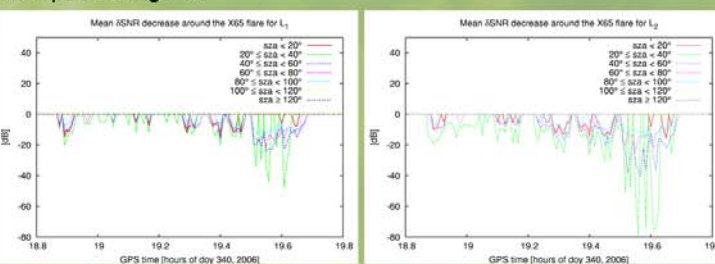 Mean δSNR decrease around the X65 flare for L1
sza < 20°
20° ≤ sza < 40°
40° ≤ sza < 60°
60° ≤ sza < 80°
80° ≤ sza < 100°
100° ≤ sza < 120°
sza ≥ 120°
40
20
0
-20
-40
-60
-80
[dB]
18.8 19 19.2 19.4 19.6 19.8
GPS time [hours of doy 340, 2006]
Mean δSNR decrease around the X65 flare for L2
sza < 20°
20° ≤ sza < 40°
40° ≤ sza < 60°
60° ≤ sza < 80°
80° ≤ sza < 100°
100° ≤ sza < 120°
sza ≥ 120°
40
20
0
-20
-40
-60
-80
[dB]
18.8 19 19.2 19.4 19.6
GPS time [hours of doy 340, 2006]